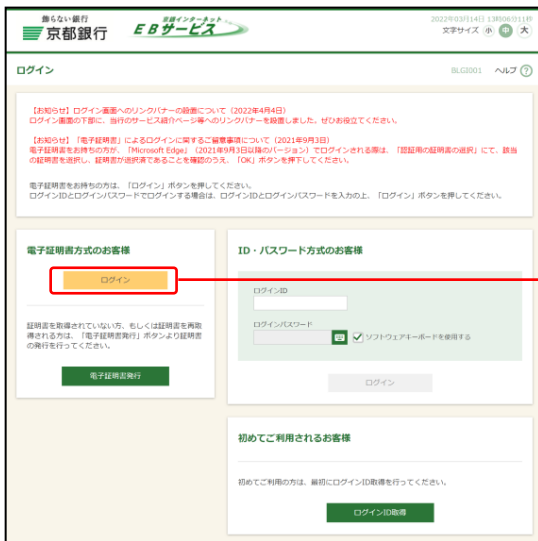 飾らない銀行
京都銀行
京銀インターネット
EBサービス
2022年03月14日 13時06分11秒
文字サイズ 小 中 大
ログイン
BLGI001 ヘルプ ?
【お知らせ】ログイン画面へのリンクバナーの設置について（2022年4月4日）
ログイン画面の下部に、当行のサービス紹介ページ等へのリンクバナーを設置しました。ぜひお役立てください。
【お知らせ】「電子証明書」によるログインに関するご留意事項について（2021年9月3日）
電子証明書をお持ちの方が、「Microsoft Edge」（2021年9月3日以降のバージョン）でログインされる際は、「認証用の証明書の選択」にて、該当
の証明書を選択し、証明書が選択済であることを確認のうえ、「OK」ボタンを押下してください。
電子証明書をお持ちの方は、「ログイン」ボタンを押してください。
ログインIDとログインパスワードでログインする場合は、ログインIDとログインパスワードを入力の上、「ログイン」ボタンを押してください。
電子証明書方式のお客様
ログイン
証明書を取得されていない方、もしくは証明書を再取
得される方は、「電子証明書発行」ボタンより証明書
の発行を行ってください。
電子証明書発行
ID・パスワード方式のお客様
ログインID
ログインパスワード
ソフトウェアキーボードを使用する
ログイン
初めてご利用されるお客様
初めてご利用の方は、最初にログインID取得を行ってください。
ログインID取得